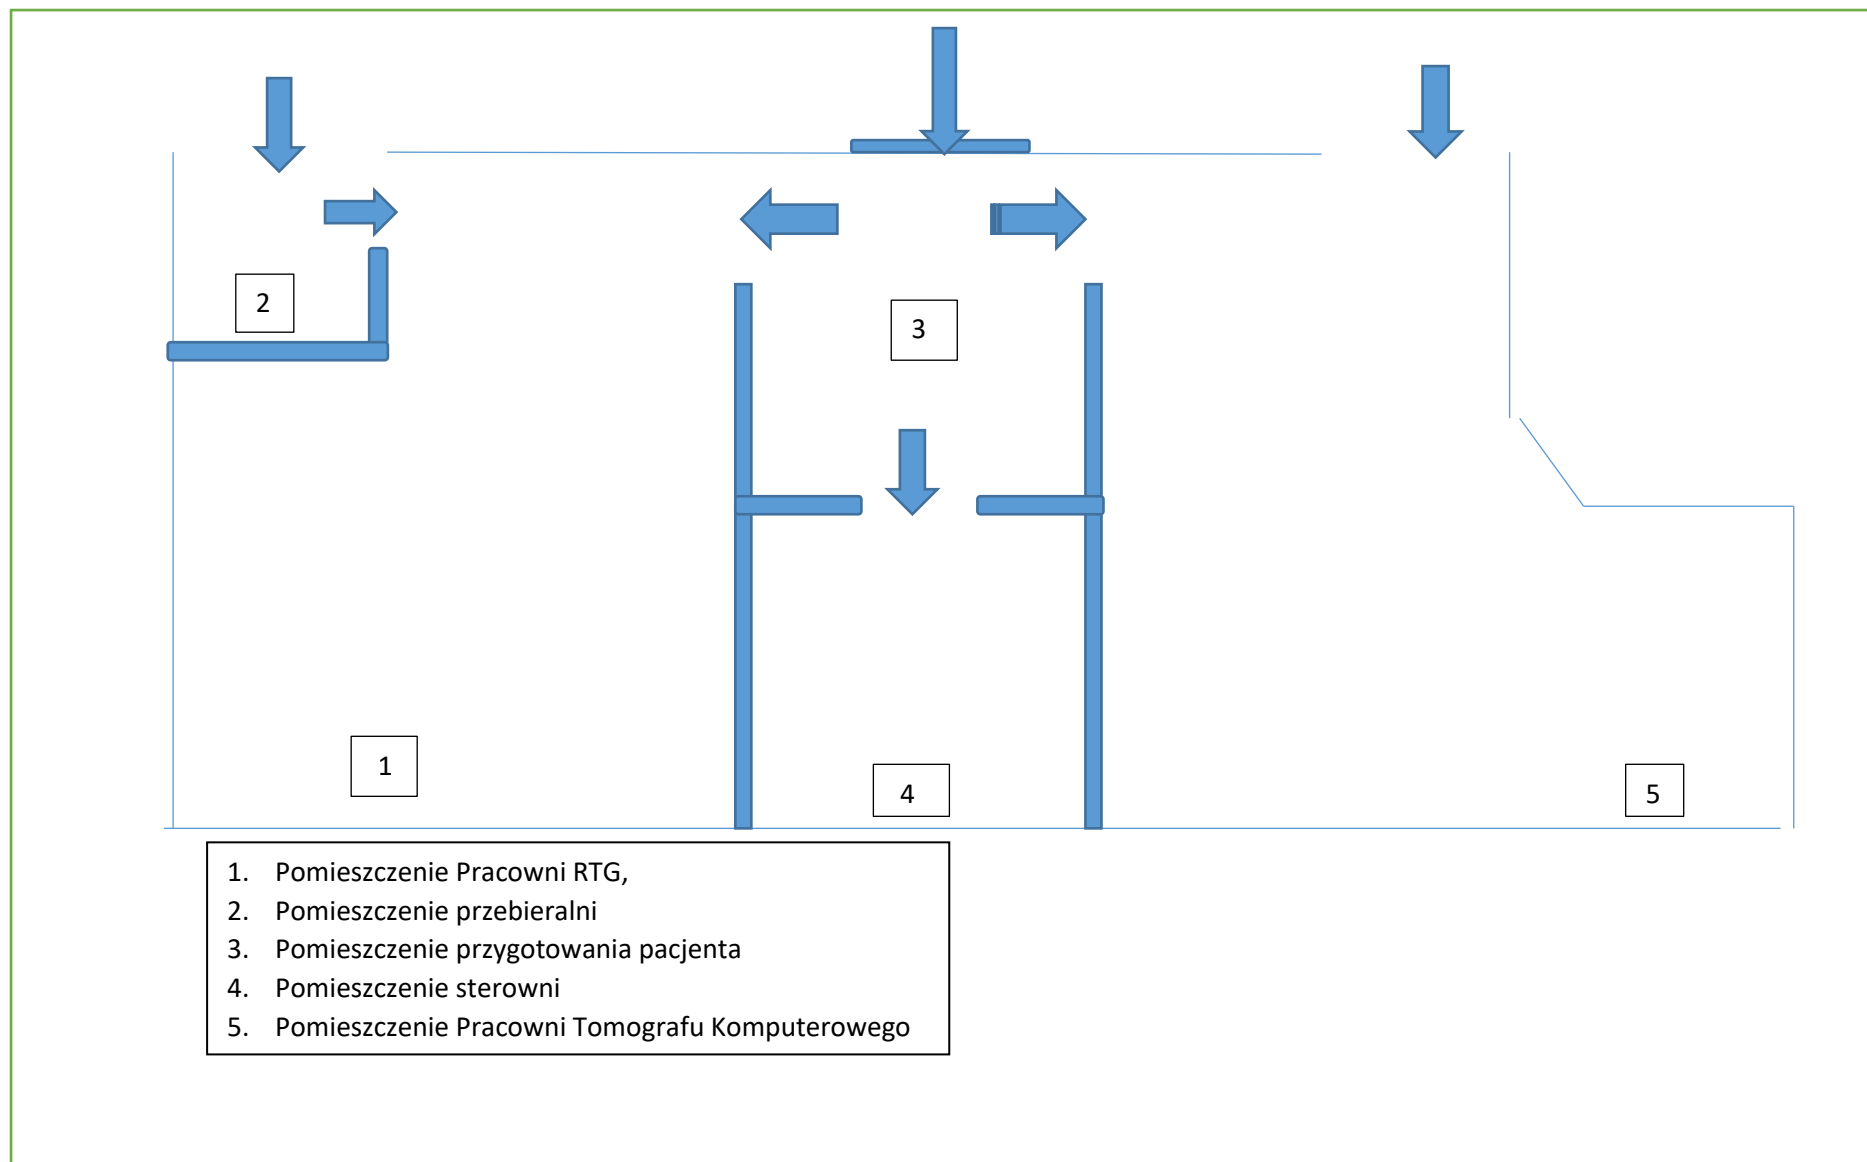 2
3
1
4
5
1. Pomieszczenie Pracowni RTG,
2. Pomieszczenie przebieralni
3. Pomieszczenie przygotowania pacjenta
4. Pomieszczenie sterowni
5. Pomieszczenie Pracowni Tomografu Komputerowego